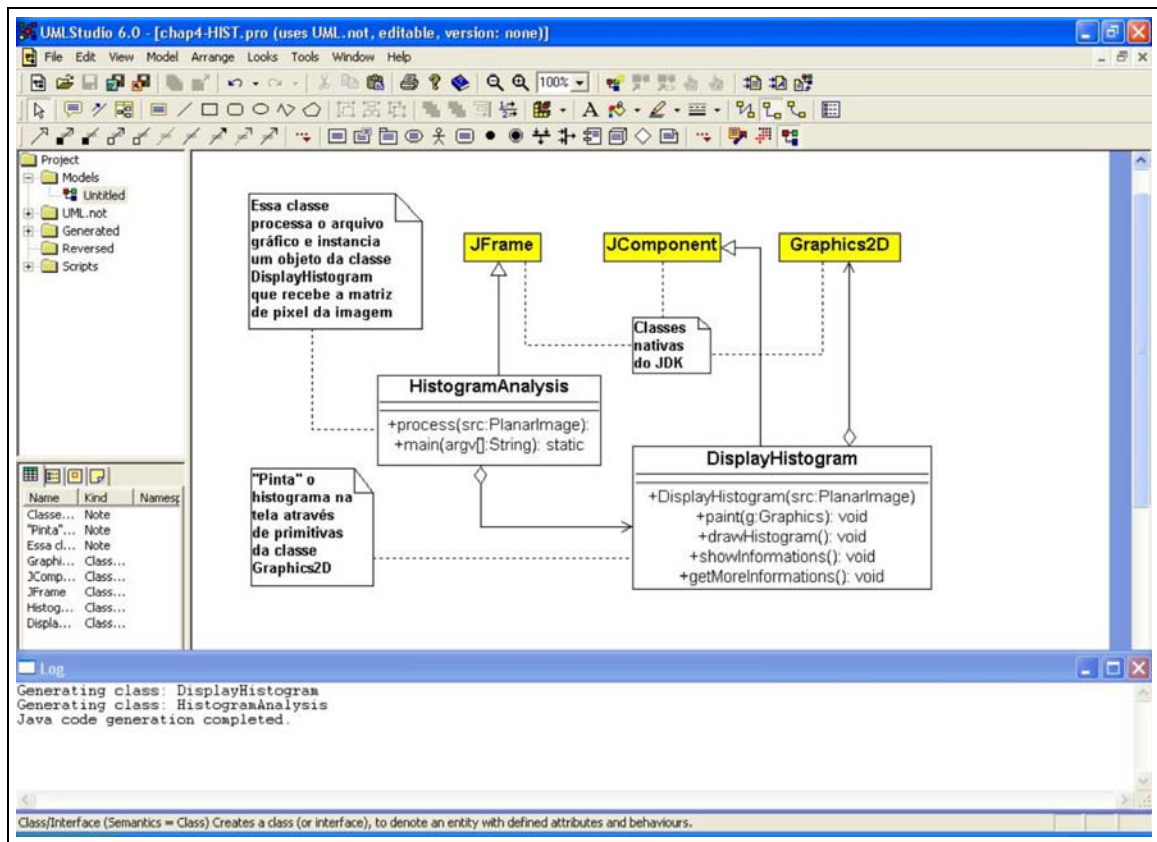 UMLStudio 6.0 - [chap4-HIST.pro (uses UML.not, editable, version: none)]
File Edit View Model Arrange Looks Tools Window Help
100%
A
Project
Models
Untitled
UML.not
Generated
Reversed
Scripts
Name Kind Namesp
Classe... Note
"Pinta"... Note
Essa cl... Note
Graphi... Class...
JComp... Class...
JFrame Class...
Histog... Class...
Displa... Class...
Essa classe
processa o arquivo
gráfico e instancia
um objeto da classe
DisplayHistogram
que recebe a matriz
de pixel da imagem
JFrame
JComponent
Graphics2D
Classes
nativas
do JDK
HistogramAnalysis
+process(src:PlanarImage):
+main(argv[]:String): static
"Pinta" o
histograma na
tela através
de primitivas
da classe
Graphics2D
DisplayHistogram
+DisplayHistogram(src:PlanarImage)
+paint(g:Graphics): void
+drawHistogram(): void
+showInformations(): void
+getMoreInformations(): void
Log
Generating class: DisplayHistogram
Generating class: HistogramAnalysis
Java code generation completed.
Class/Interface (Semantics = Class) Creates a class (or interface), to denote an entity with defined attributes and behaviours.